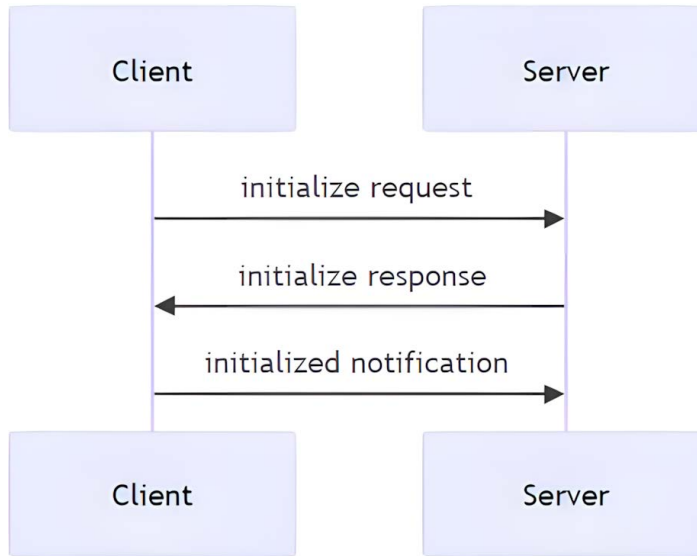 Client
Server
initialize request
initialize response
initialized notification
Client
Server